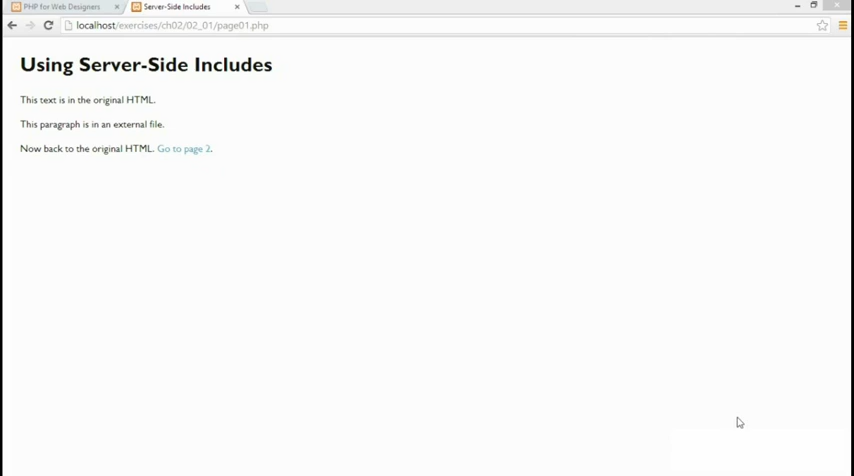 PHP for Web Designers
Server-Side Includes
localhost/exercises/ch02/02_01/page01.php
Using Server-Side Includes
This text is in the original HTML.
This paragraph is in an external file.
Now back to the original HTML. Go to page 2.